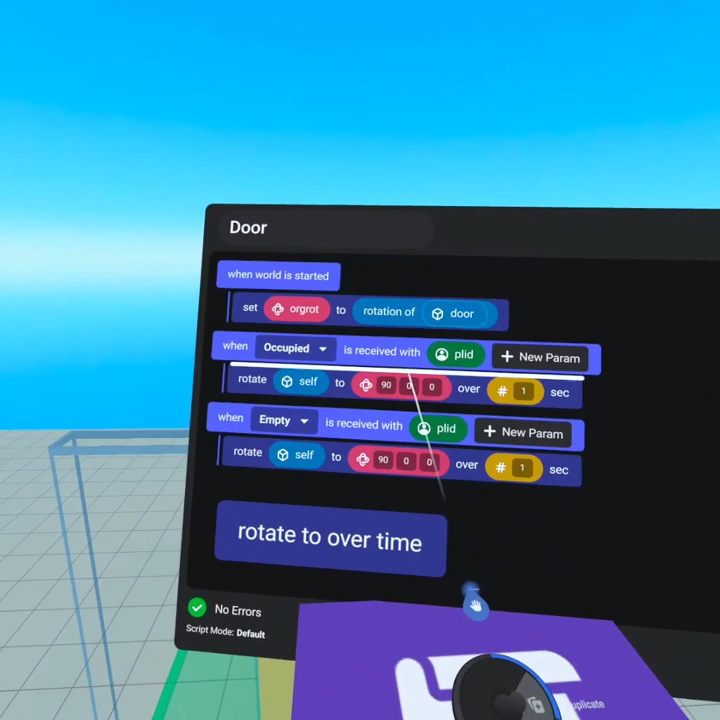 Door
when world is started
set orgrot to rotation of door
when Occupied is received with plid + New Param
rotate self to 90 0 0 over # 1 sec
when Empty is received with plid + New Param
rotate self to 90 0 0 over # 1 sec
rotate to over time
No Errors
Script Mode: Default
uplicate